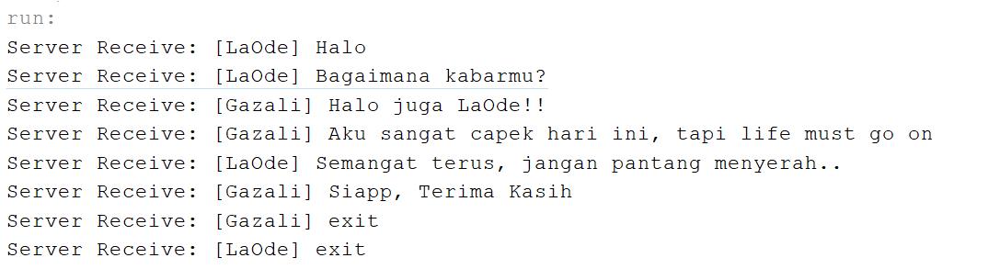 run:
Server Receive: [LaOde] Halo
Server Receive: [LaOde] Bagaimana kabarmu?
Server Receive: [Gazali] Halo juga LaOde!!
Server Receive: [Gazali] Aku sangat capek hari ini, tapi life must go on
Server Receive: [LaOde] Semangat terus, jangan pantang menyerah..
Server Receive: [Gazali] Siapp, Terima Kasih
Server Receive: [Gazali] exit
Server Receive: [LaOde] exit